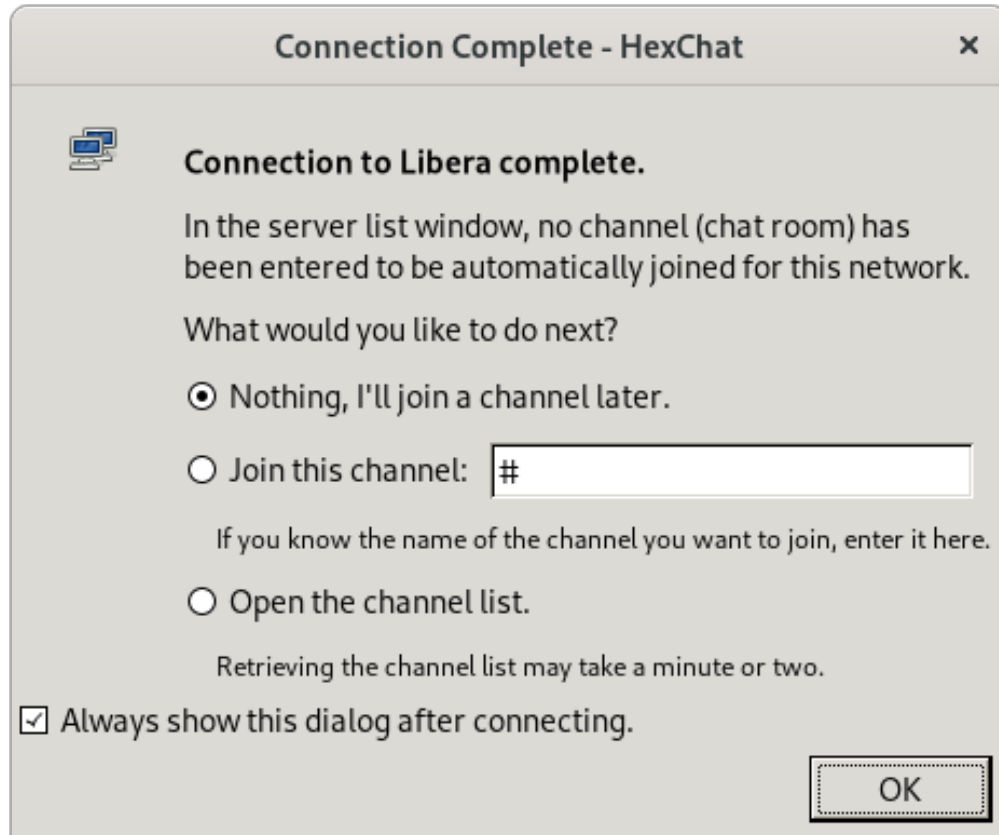 Connection Complete - HexChat
Connection to Libera complete.
In the server list window, no channel (chat room) has
been entered to be automatically joined for this network.
What would you like to do next?
Nothing, I'll join a channel later.
Join this channel: #
If you know the name of the channel you want to join, enter it here.
Open the channel list.
Retrieving the channel list may take a minute or two.
Always show this dialog after connecting.
OK